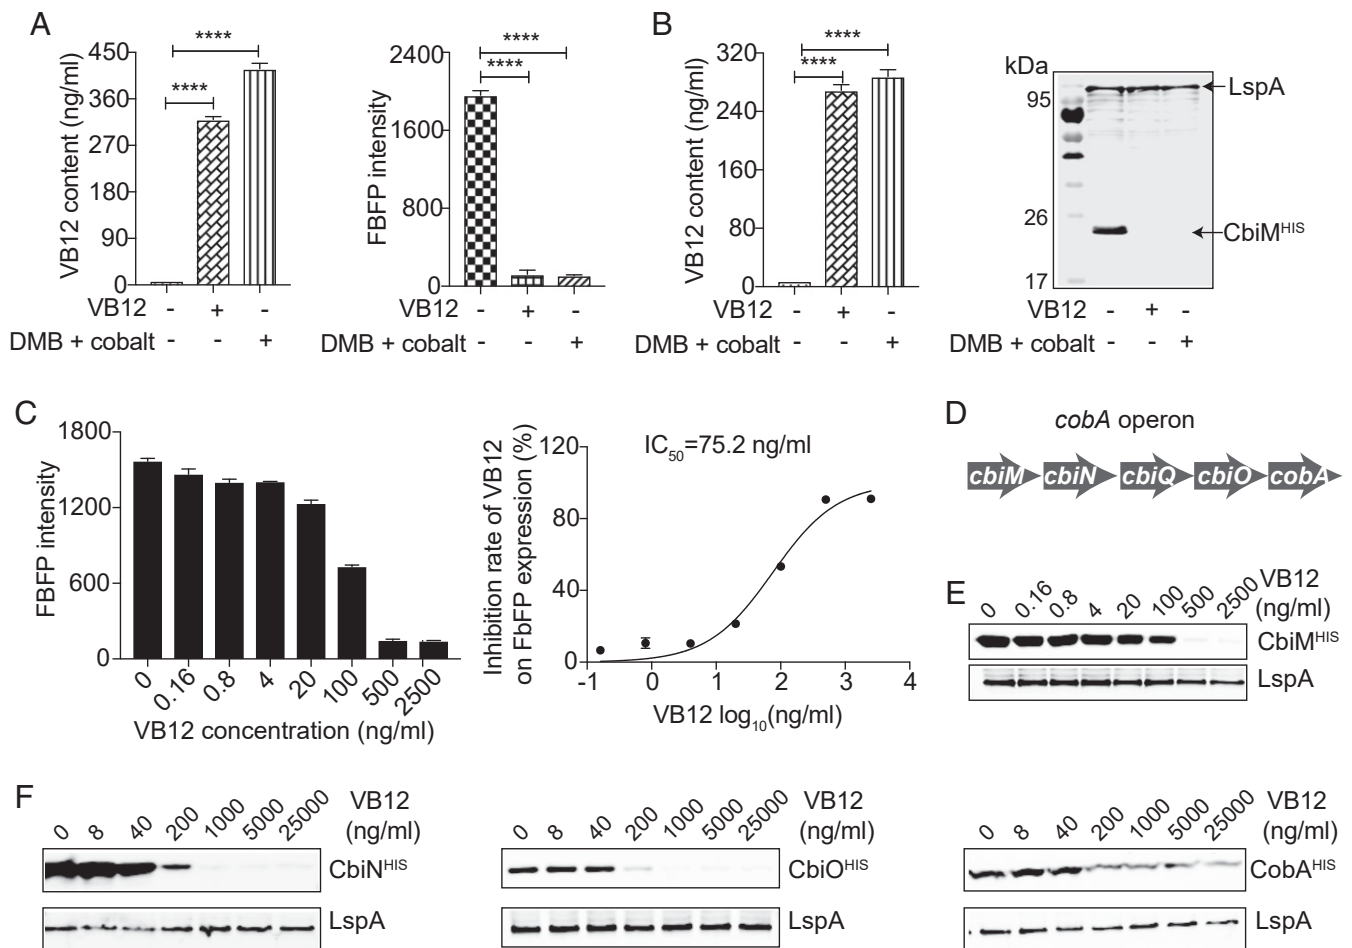 A
VB12 content (ng/ml)
450
360
270
180
90
0
****
****
VB12 - + -
DMB + cobalt - - +
FBFP intensity
2400
1600
800
0
****
****
- + -
- - +
B
VB12 content (ng/ml)
320
240
160
80
0
****
****
VB12 - + -
DMB + cobalt - - +
kDa
95
26
17
LspA
CbiMHIS
VB12 - + -
DMB + cobalt - - +
C
FBFP intensity
1800
1200
600
0
0 0.16 0.8 4 20 100 500 2500
VB12 concentration (ng/ml)
Inhibition rate of VB12
on FbFP expression (%)
120
80
40
0
IC50=75.2 ng/ml
-1 0 1 2 3 4
VB12 log10(ng/ml)
D
cobA operon
cbiM cbiN cbiQ cbiO cobA
E
0 0.16 0.8 4 20 100 500 2500
VB12
(ng/ml)
CbiMHIS
LspA
F
0 8 40 200 1000 5000 25000
VB12
(ng/ml)
CbiNHIS
LspA
0 8 40 200 1000 5000 25000
VB12
(ng/ml)
CbiOHIS
LspA
0 8 40 200 1000 5000 25000
VB12
(ng/ml)
CobAHIS
LspA